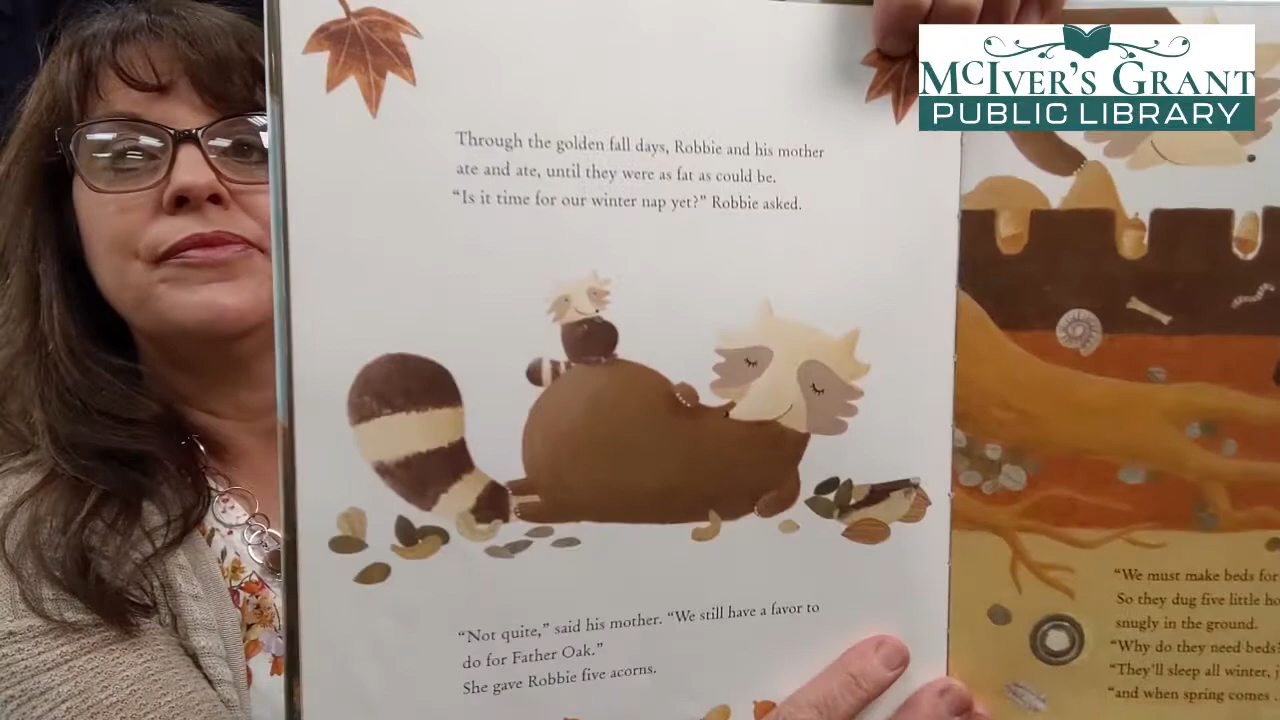 McIver's Grant
PUBLIC LIBRARY
Through the golden fall days, Robbie and his mother
ate and ate, until they were as fat as could be.
“Is it time for our winter nap yet?” Robbie asked.
“Not quite,” said his mother. “We still have a favor to
do for Father Oak.”
She gave Robbie five acorns.
“We must make beds for
So they dug five little
snugly in the ground.
“Why do they need beds?
“They’ll sleep all winter,
“and when spring comes